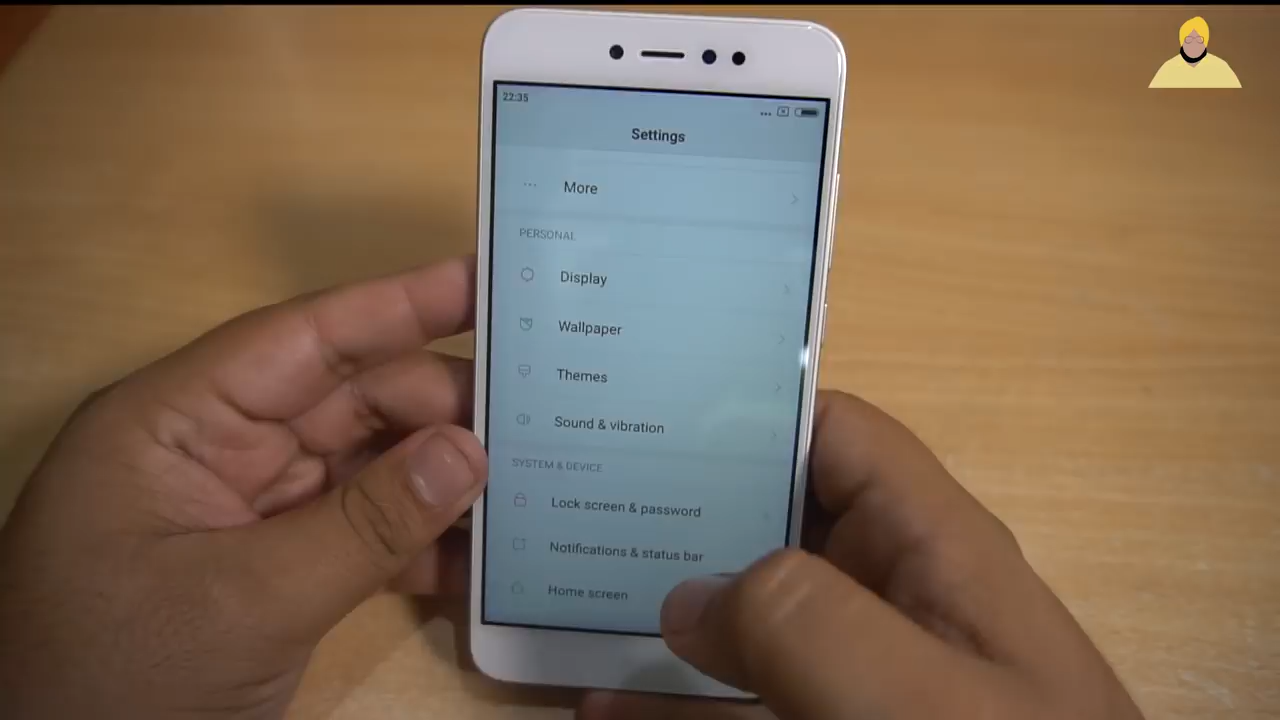 22:35
Settings
More
PERSONAL
Display
Wallpaper
Themes
Sound & vibration
SYSTEM & DEVICE
Lock screen & password
Notifications & status bar
Home screen